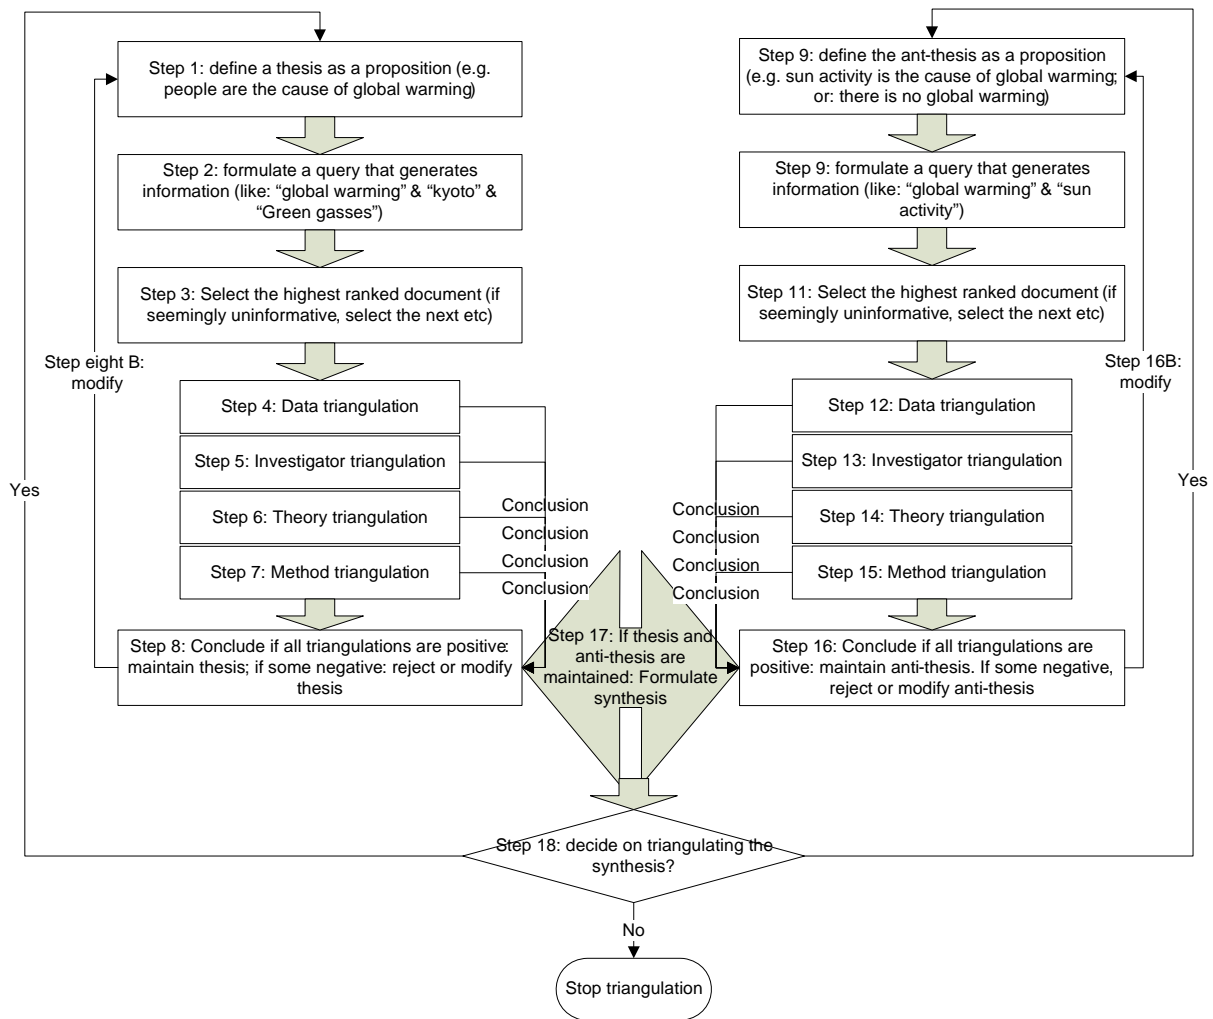 Step 1: define a thesis as a proposition (e.g.
people are the cause of global warming)
Step 2: formulate a query that generates
information (like: “global warming” & “kyoto” &
“Green gasses”)
Step 3: Select the highest ranked document (if
seemingly uninformative, select the next etc)
Step eight B:
modify
Step 4: Data triangulation
Step 5: Investigator triangulation
Step 6: Theory triangulation
Step 7: Method triangulation
Yes
Conclusion
Conclusion
Conclusion
Conclusion
Step 8: Conclude if all triangulations are positive:
maintain thesis; if some negative: reject or modify
thesis
Step 9: define the ant-thesis as a proposition
(e.g. sun activity is the cause of global warming;
or: there is no global warming)
Step 9: formulate a query that generates
information (like: “global warming” & “sun
activity”)
Step 11: Select the highest ranked document (if
seemingly uninformative, select the next etc)
Step 16B:
modify
Step 12: Data triangulation
Step 13: Investigator triangulation
Step 14: Theory triangulation
Step 15: Method triangulation
Yes
Conclusion
Conclusion
Conclusion
Conclusion
Step 16: Conclude if all triangulations are
positive: maintain anti-thesis. If some negative,
reject or modify anti-thesis
Step 17: If thesis and
anti-thesis are
maintained: Formulate
synthesis
Step 18: decide on triangulating the
synthesis?
No
Stop triangulation